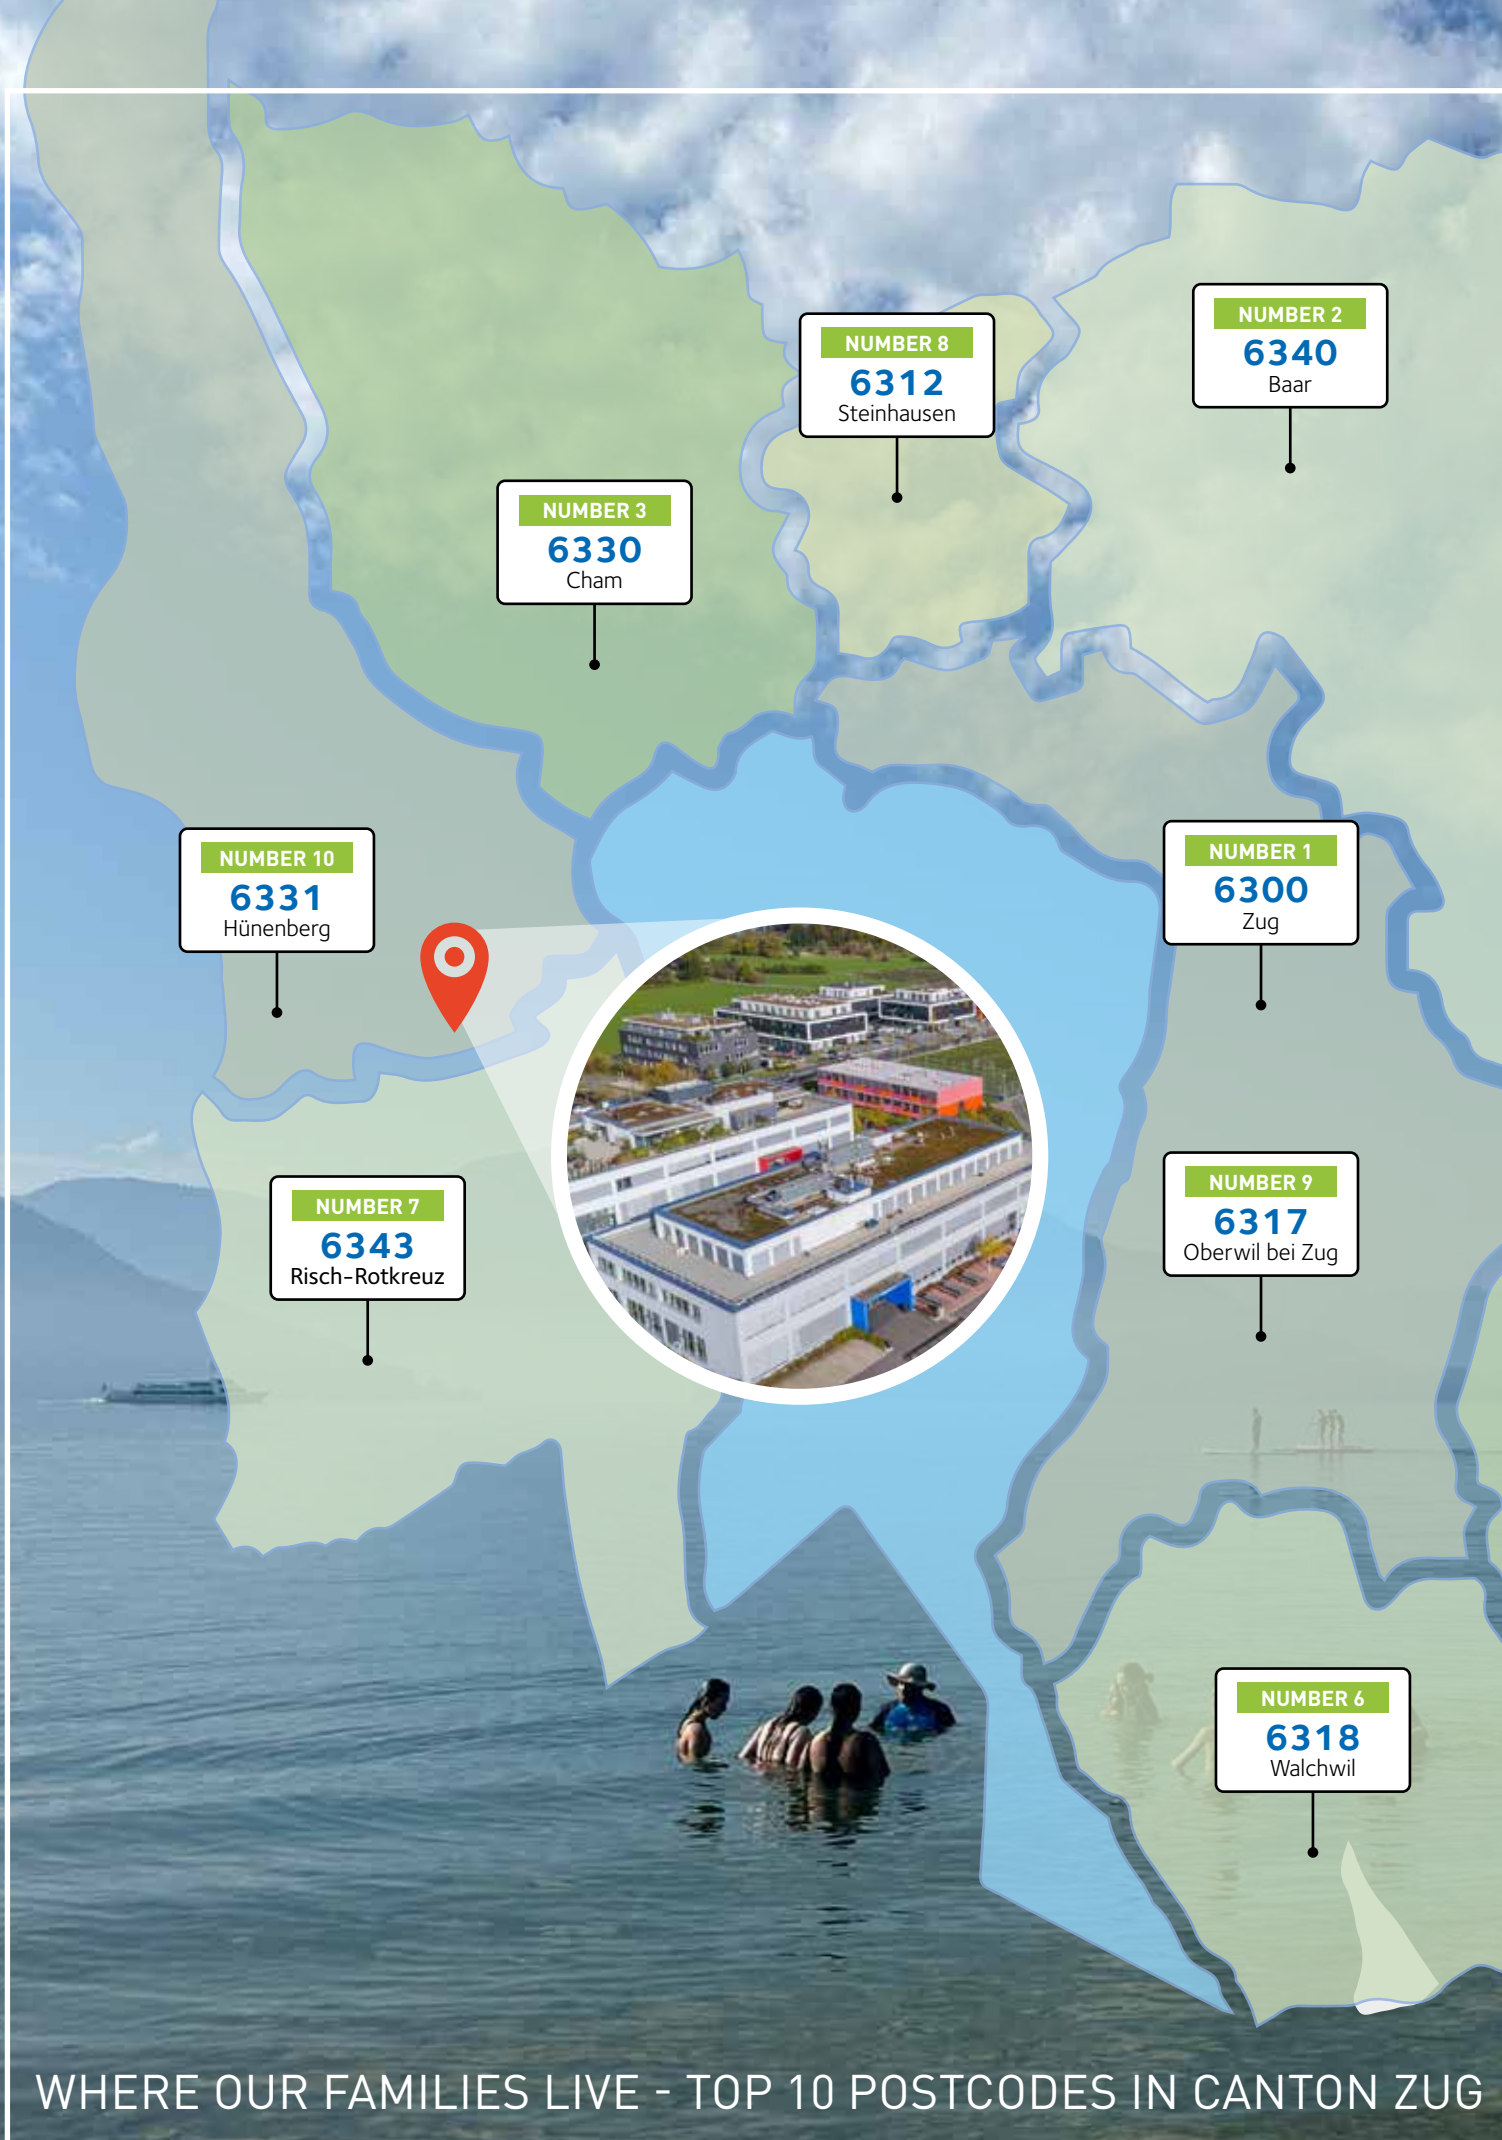 NUMBER 2
6340
Baar
NUMBER 8
6312
Steinhausen
NUMBER 3
6330
Cham
NUMBER 10
6331
Hünenberg
NUMBER 1
6300
Zug
NUMBER 7
6343
Risch-Rotkreuz
NUMBER 9
6317
Oberwil bei Zug
NUMBER 6
6318
Walchwil
WHERE OUR FAMILIES LIVE - TOP 10 POSTCODES IN CANTON ZUG